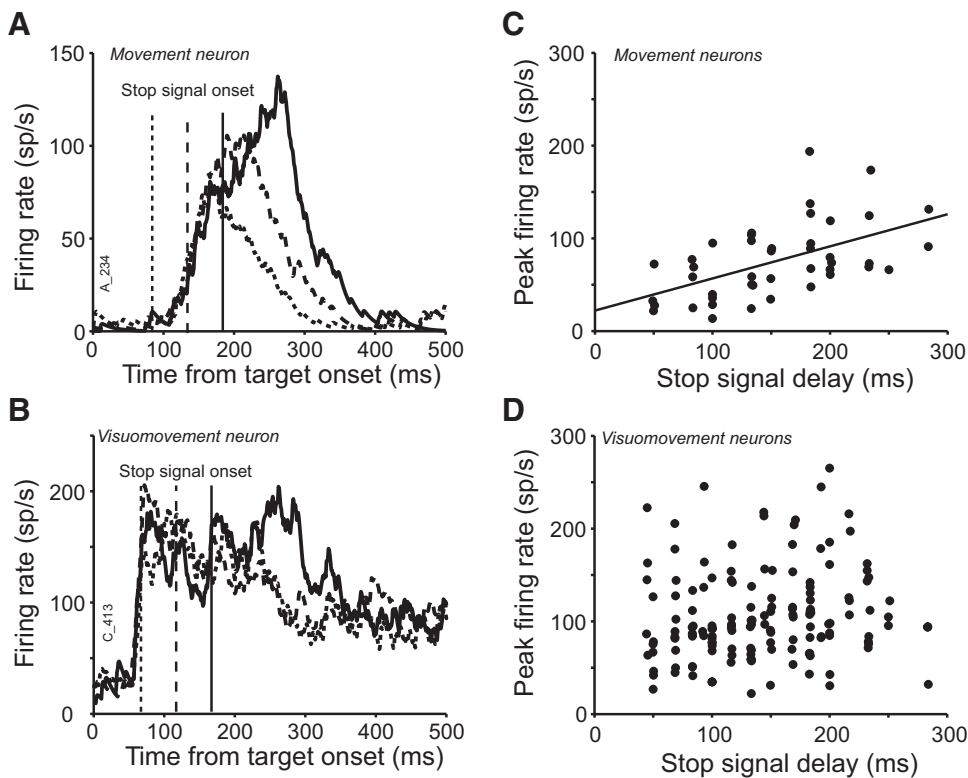 A
Movement neuron
Stop signal onset
Firing rate (sp/s)
150
100
50
0
A_234
0 100 200 300 400 500
Time from target onset (ms)
C
Movement neurons
Peak firing rate (sp/s)
300
200
100
0
0 100 200 300
Stop signal delay (ms)
B
Visuomovement neuron
Stop signal onset
Firing rate (sp/s)
200
100
0
C_413
0 100 200 300 400 500
Time from target onset (ms)
D
Visuomovement neurons
Peak firing rate (sp/s)
300
200
100
0
0 100 200 300
Stop signal delay (ms)